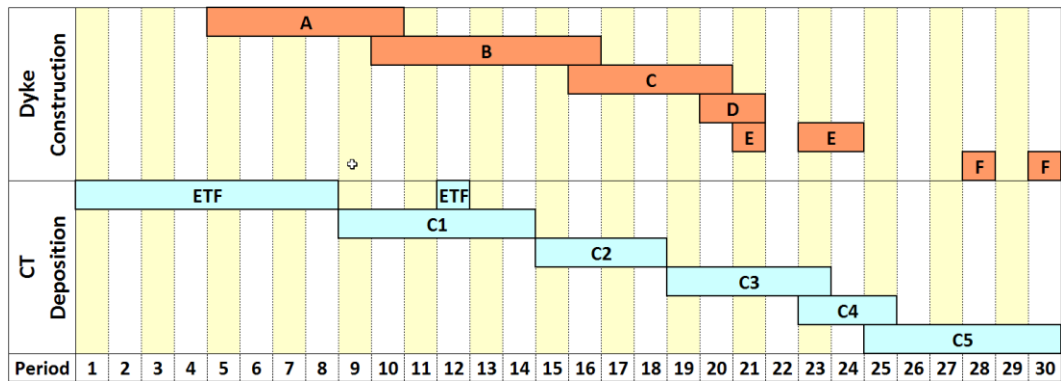 Dyke
Construction
A
B
C
D
E E
F F
CT
Deposition
ETF ETF
C1
C2
C3
C4
C5
Period 1 2 3 4 5 6 7 8 9 10 11 12 13 14 15 16 17 18 19 20 21 22 23 24 25 26 27 28 29 30